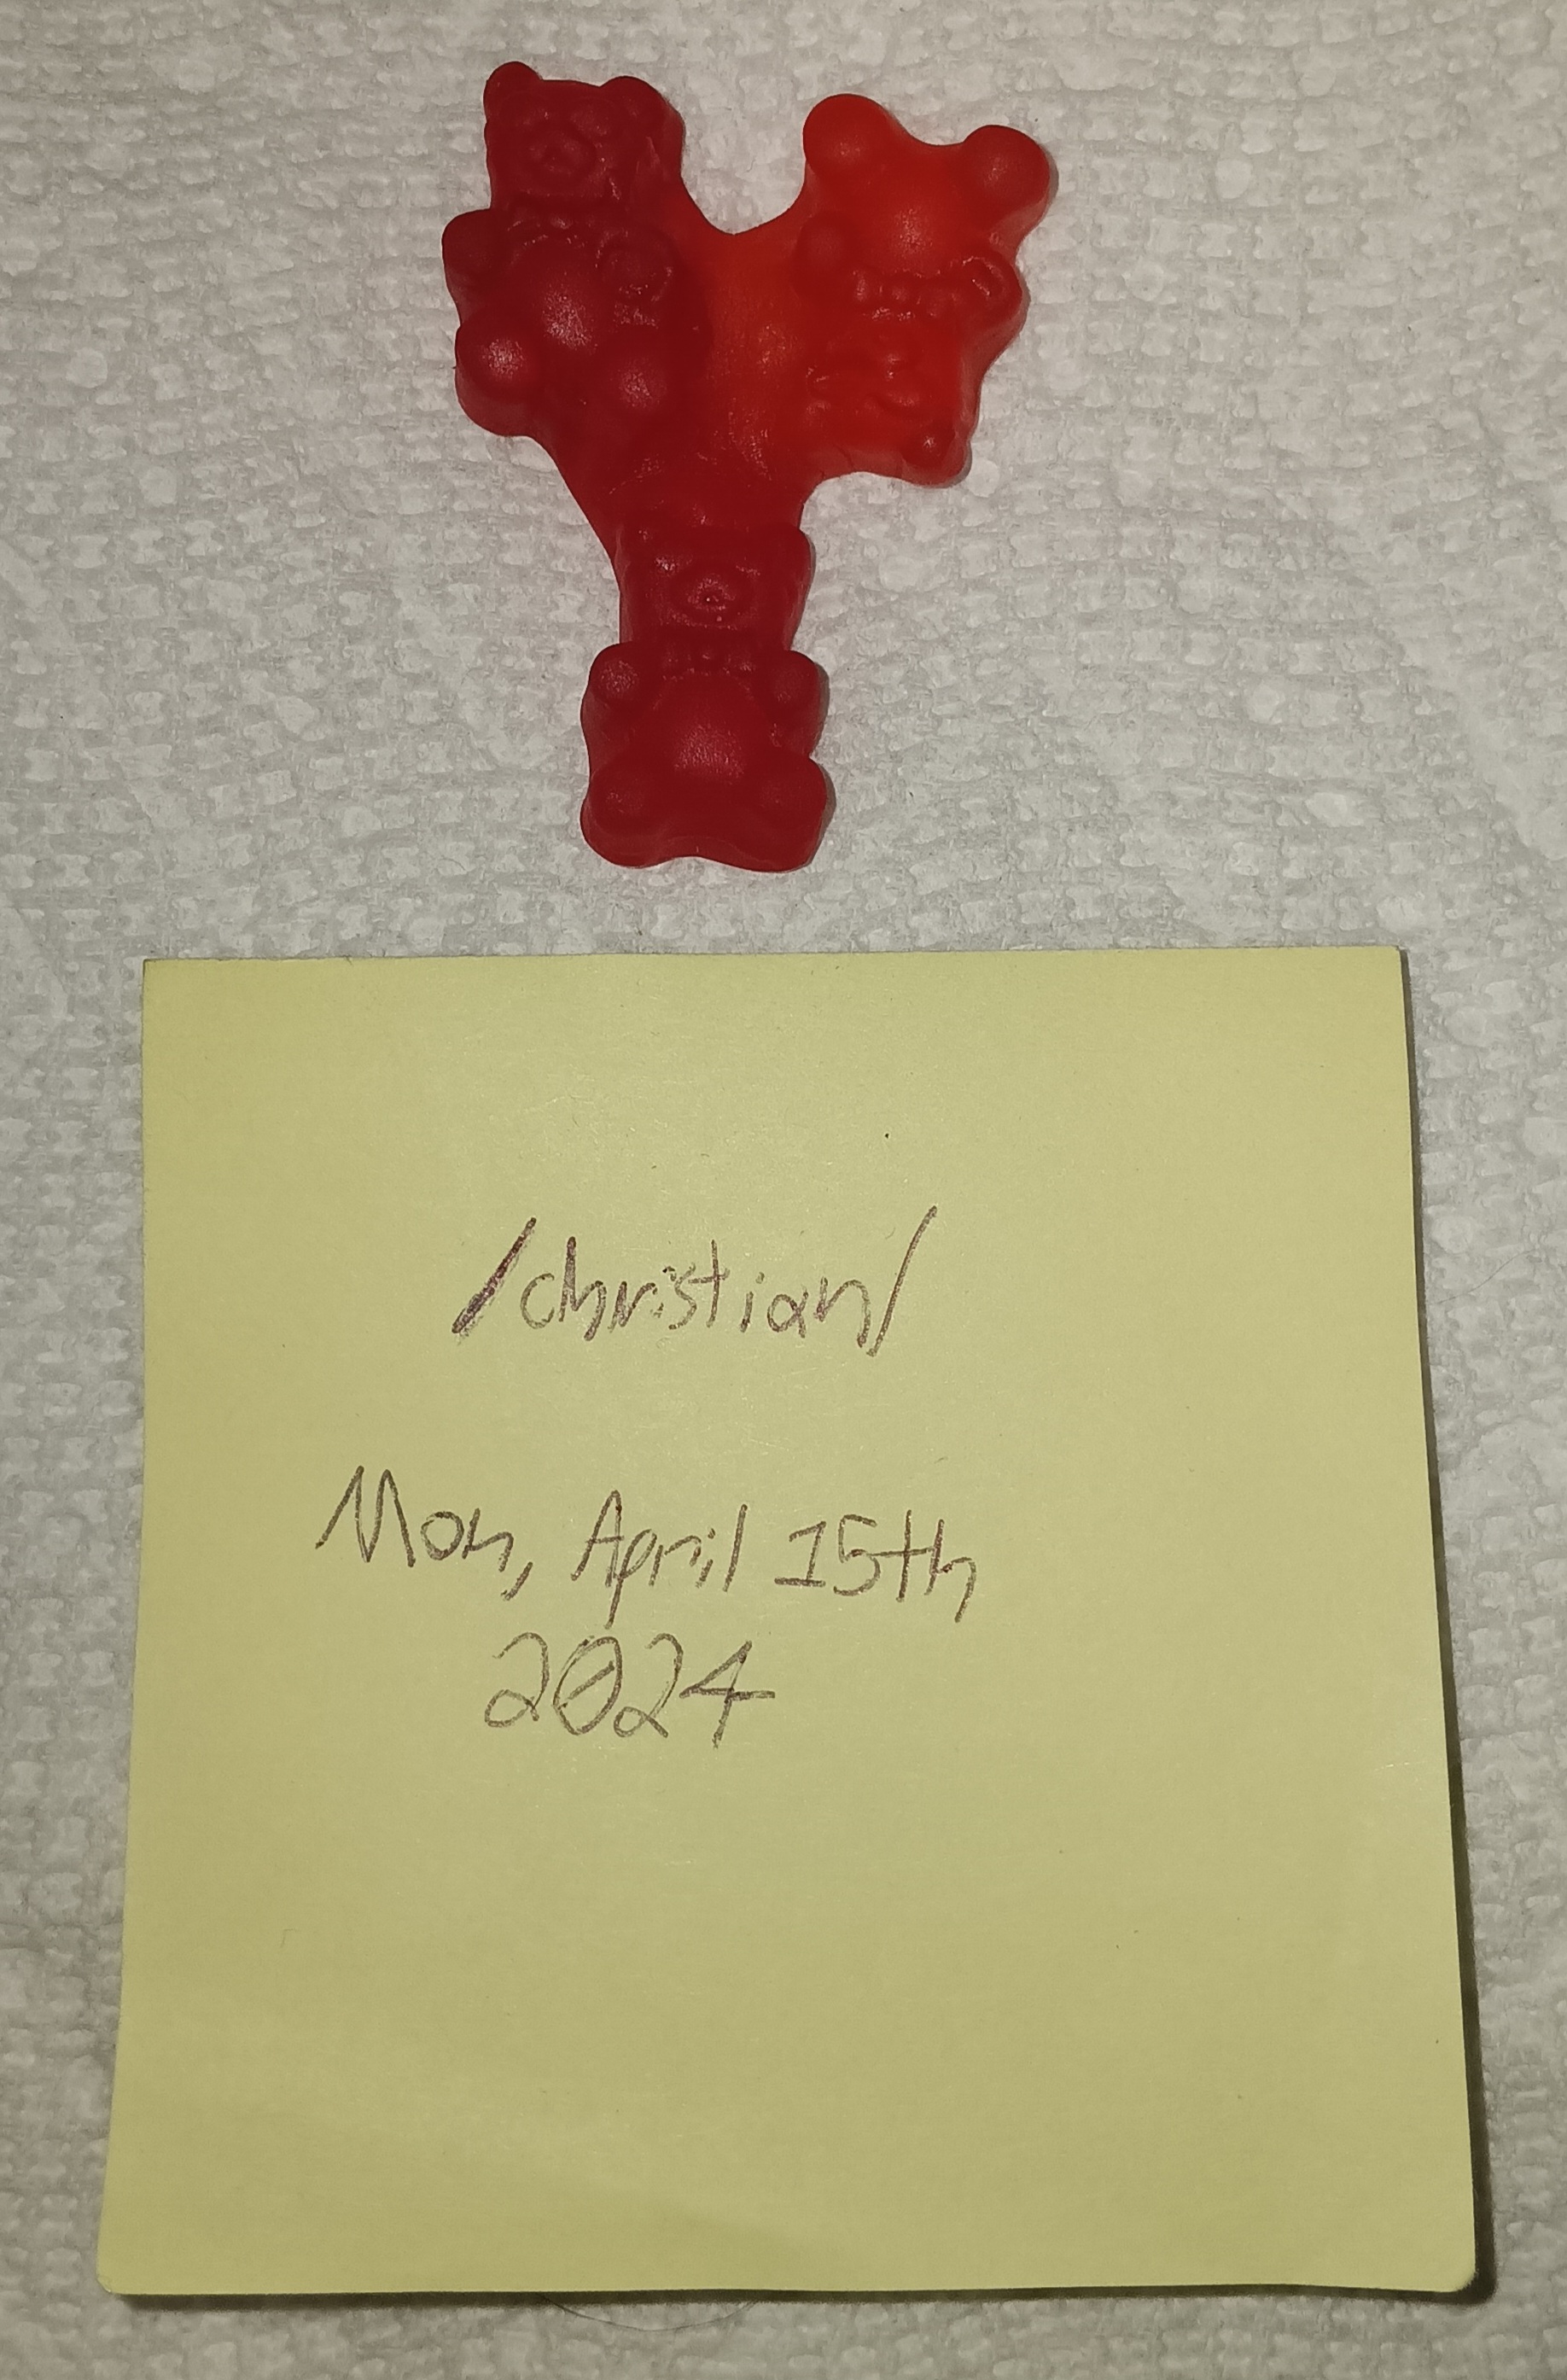 /christian/
Mon, April 15th
2024